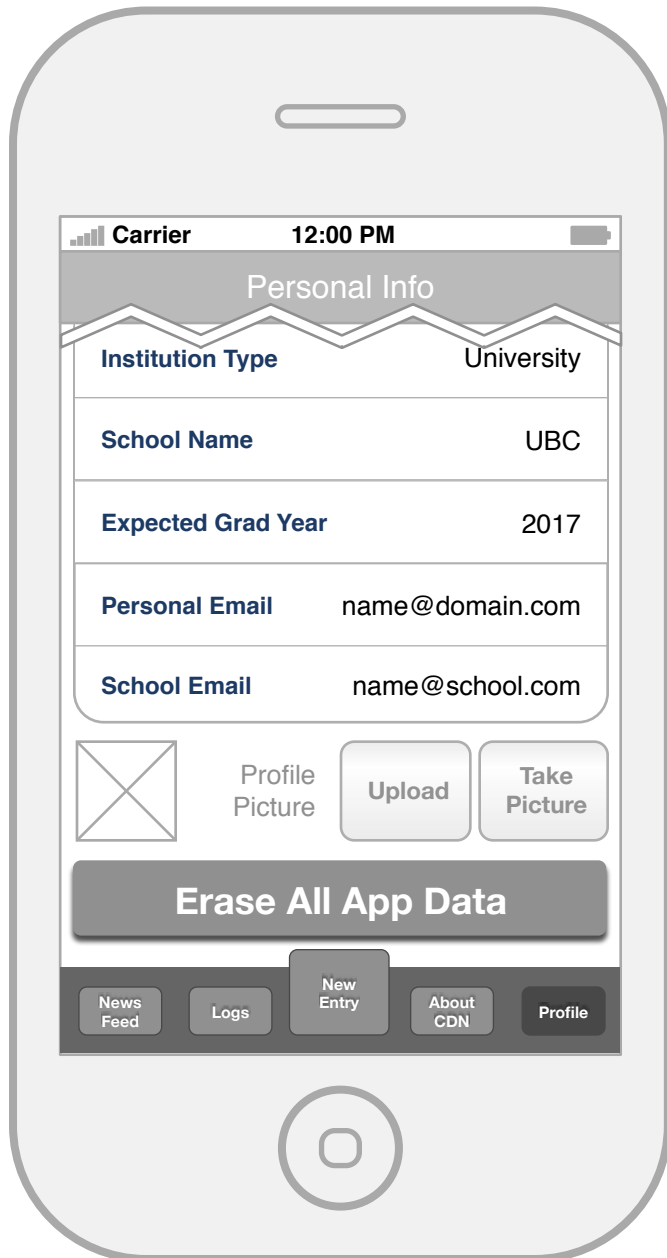 Carrier 12:00 PM
Personal Info
Institution Type University
School Name UBC
Expected Grad Year 2017
Personal Email name@domain.com
School Email name@school.com
Profile
Picture
Upload
Take
Picture
Erase All App Data
News
Feed
Logs
New
Entry
About
CDN
Profile